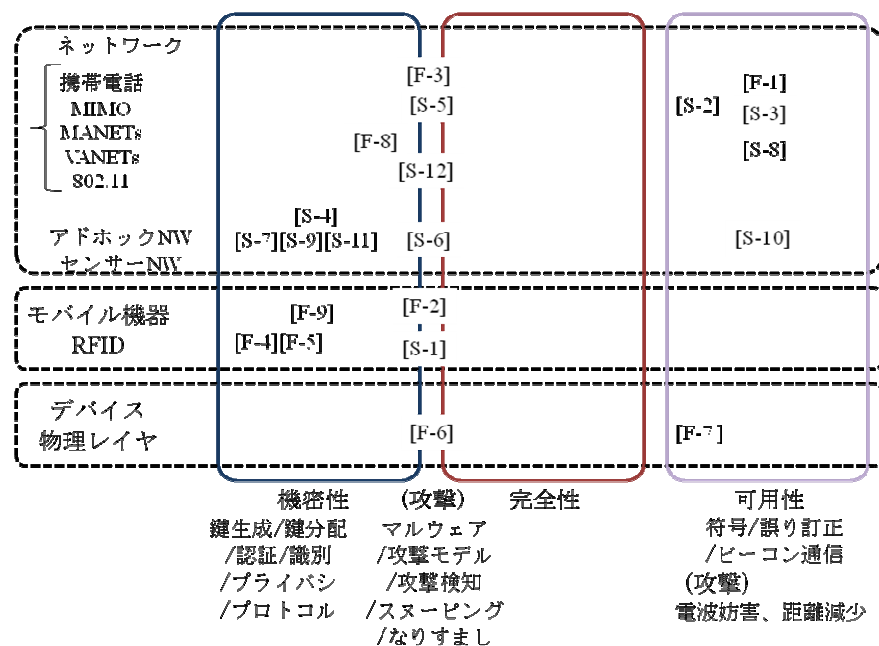 ネットワーク
携帯電話
MIMO
MANETs
VANETs
802.11
アドホックNW
センサーNW
[F-3]
[S-5]
[F-8]
[S-12]
[S-4]
[S-7][S-9][S-11]
[S-6]
[F-1]
[S-2]
[S-3]
[S-8]
[S-10]
モバイル機器
RFID
[F-9]
[F-4][F-5]
[F-2]
[S-1]
デバイス
物理レイヤ
[F-6]
[F-7]
機密性
鍵生成/鍵分配
/認証/識別
/プライバシ
/プロトコル
(攻撃)
マルウェア
/攻撃モデル
/攻撃検知
/スヌーピング
/なりすまし
完全性
可用性
符号/誤り訂正
/ビーコン通信
(攻撃)
電波妨害、距離減少